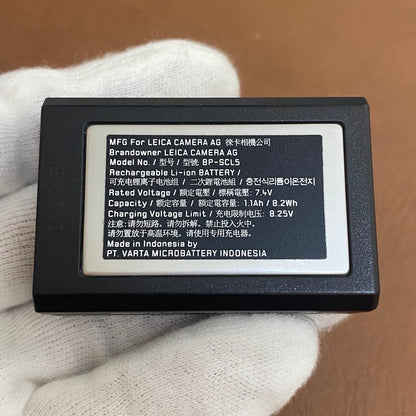 MFG For LEICA CAMERA AG 徠卡相機公司
Brandowner LEICA CAMERA AG
Model No. / 型号/ 型號: BP-SCL5
Rechargeable Li-ion BATTERY /
可充电锂离子电池组 / 二次鋰電池組 / 충전식리튬이온전지
Rated Voltage / 额定电压 / 標稱電壓: 7.4V
Capacity / 额定容量 / 額定電容量: 1.1Ah / 8.2Wh
Charging Voltage Limit / 充电限制电压: 8.25V
注意: 请勿短路。请勿拆解。禁止投入火中。
请勿置放于高温环境。请使用专用充电器。
Made in Indonesia by
PT. VARTA MICROBATTERY INDONESIA